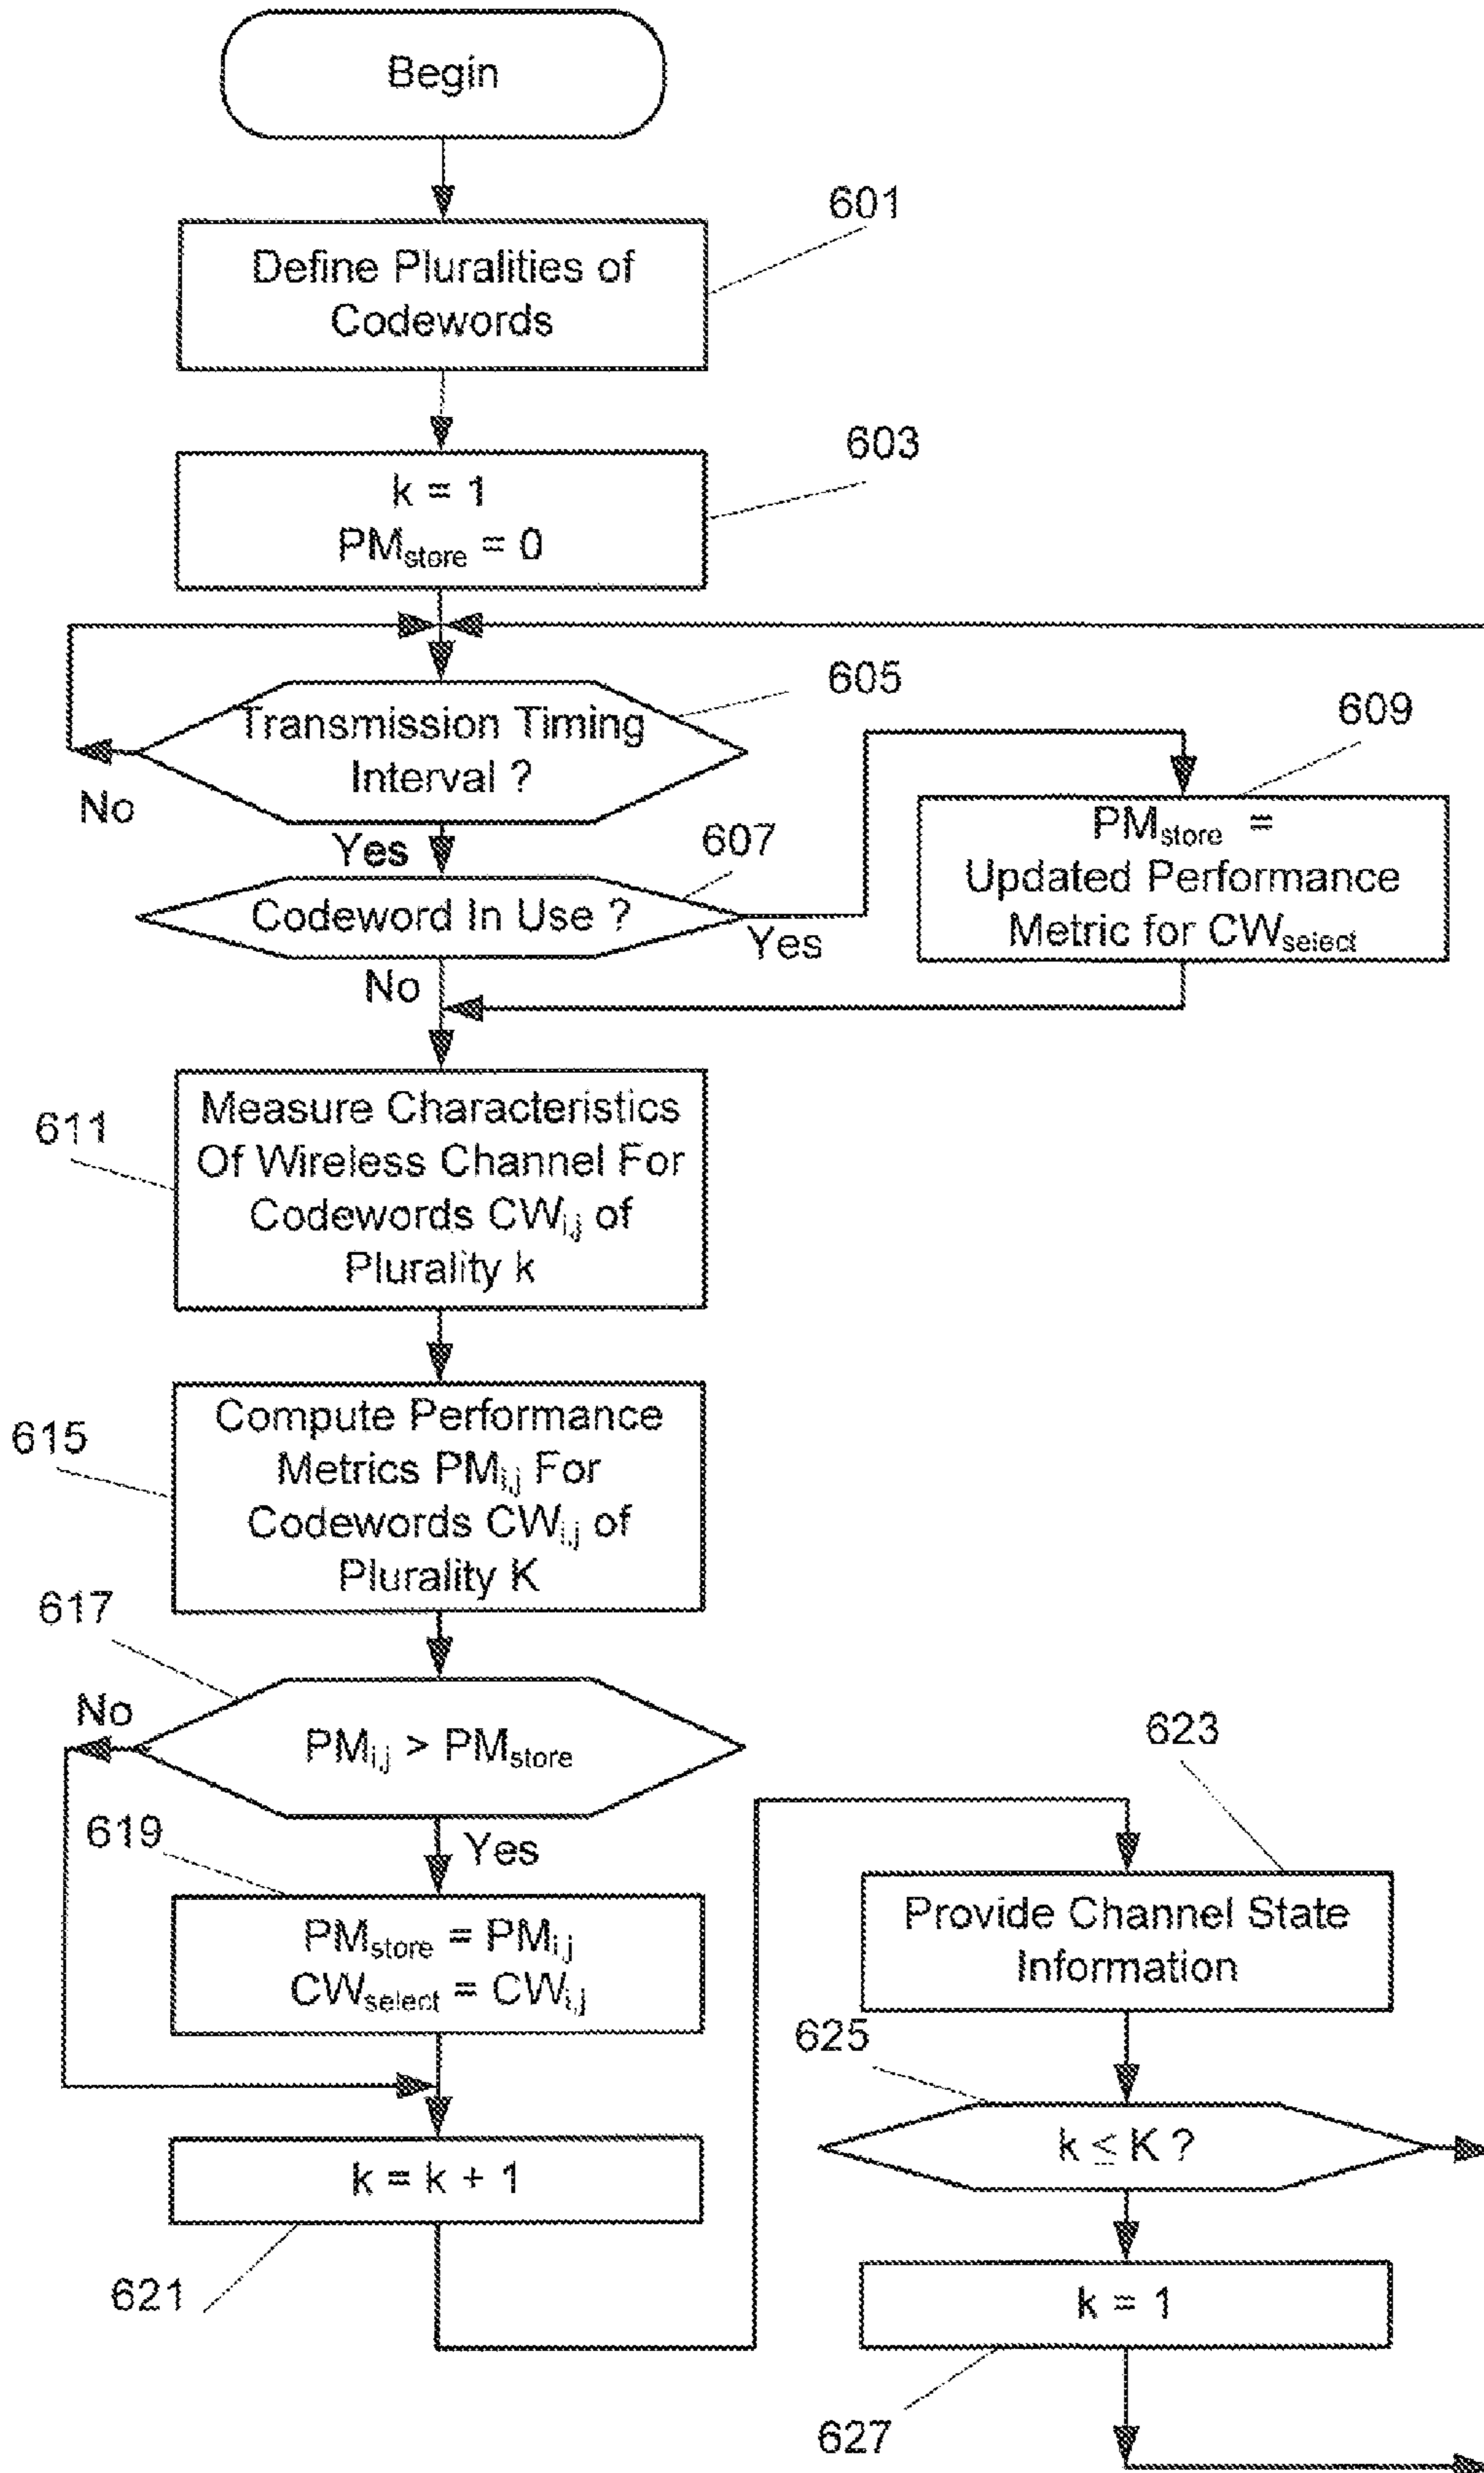 Begin
601
Define Pluralities of
Codewords
603
k = 1
PMstore = 0
605
Transmission Timing
Interval ?
No
Yes
607
Codeword In Use ?
Yes
No
609
PMstore =
Updated Performance
Metric for CWselect
611
Measure Characteristics
Of Wireless Channel For
Codewords CWi,j of
Plurality k
615
Compute Performance
Metrics PMi,j For
Codewords CWi,j of
Plurality K
617
No
PMi,j > PMstore
619
Yes
PMstore = PMi,j
CWselect = CWi,j
k = k + 1
621
623
Provide Channel State
Information
625
k ≤ K ?
k = 1
627